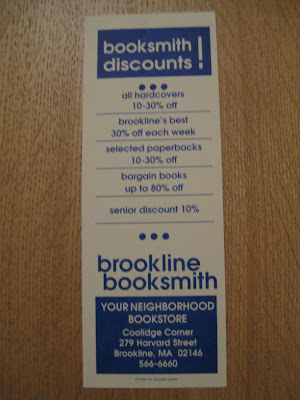 booksmith
discounts!
all hardcovers
10-30% off
brookline's best
30% off each week
selected paperbacks
10-30% off
bargain books
up to 80% off
senior discount 10%
brookline
booksmith
YOUR NEIGHBORHOOD
BOOKSTORE
Coolidge Corner
279 Harvard Street
Brookline, MA 02146
566-6660